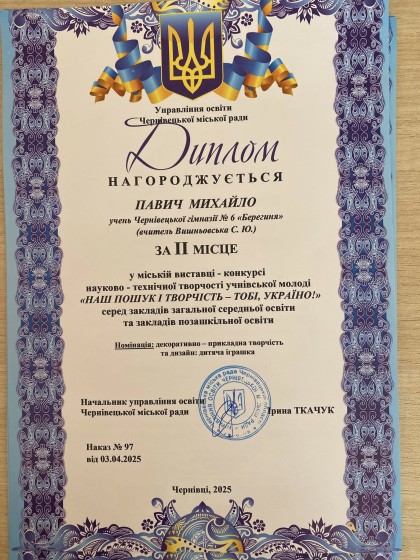 Управління освіти
Чернівецької міської ради
Диплом
НАГОРОДЖУЄТЬСЯ
ПАВИЧ МИХАЙЛО
учень Чернівецької гімназії № 6 «Берегиня»
(вчитель Вишньовська С. Ю.)
ЗА ІІ МІСЦЕ
у міській виставці - конкурсі
науково - технічної творчості учнівської молоді
«НАШ ПОШУК І ТВОРЧІСТЬ – ТОБІ, УКРАЇНО!»
серед закладів загальної середньої освіти
та закладів позашкільної освіти
Номінація: декоративно – прикладна творчість
та дизайн: дитяча іграшка
Начальник управління освіти
Чернівецької міської ради Ірина ТКАЧУК
Наказ № 97
від 03.04.2025
Чернівці, 2025